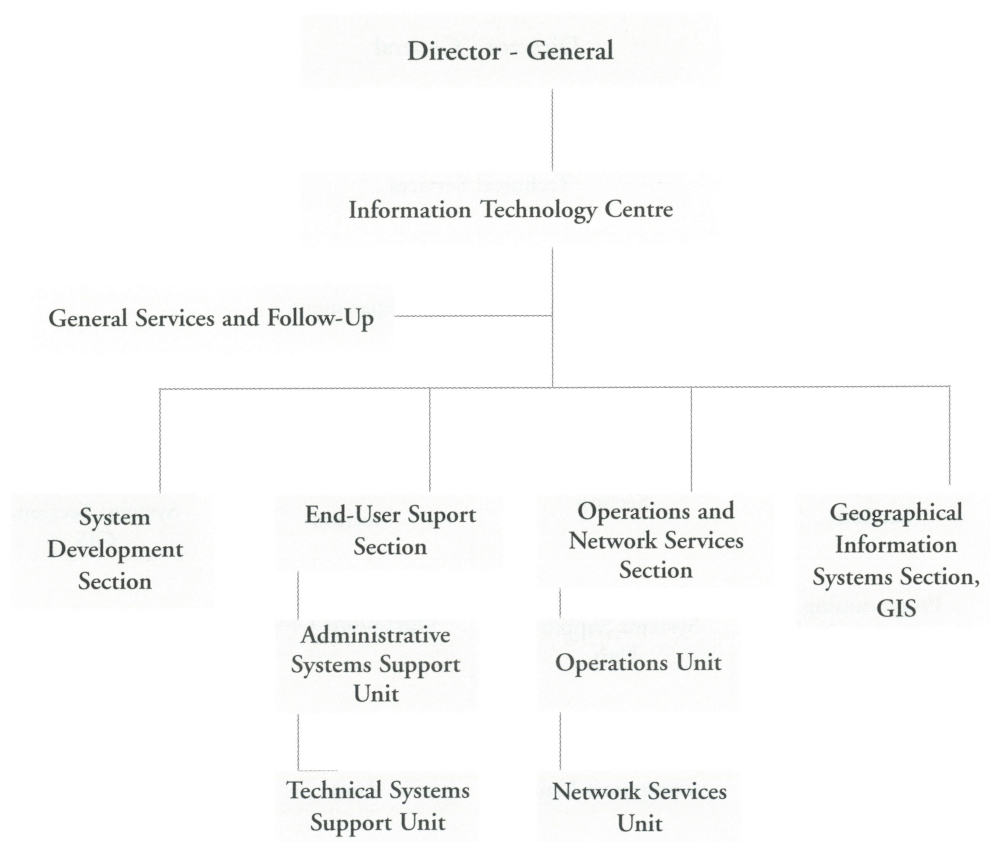 Director - General
Information Technology Centre
General Services and Follow-Up
System
Development
Section
End-User Suport
Section
Operations and
Network Services
Section
Geographical
Information
Systems Section,
GIS
Administrative
Systems Support
Unit
Operations Unit
Technical Systems
Support Unit
Network Services
Unit